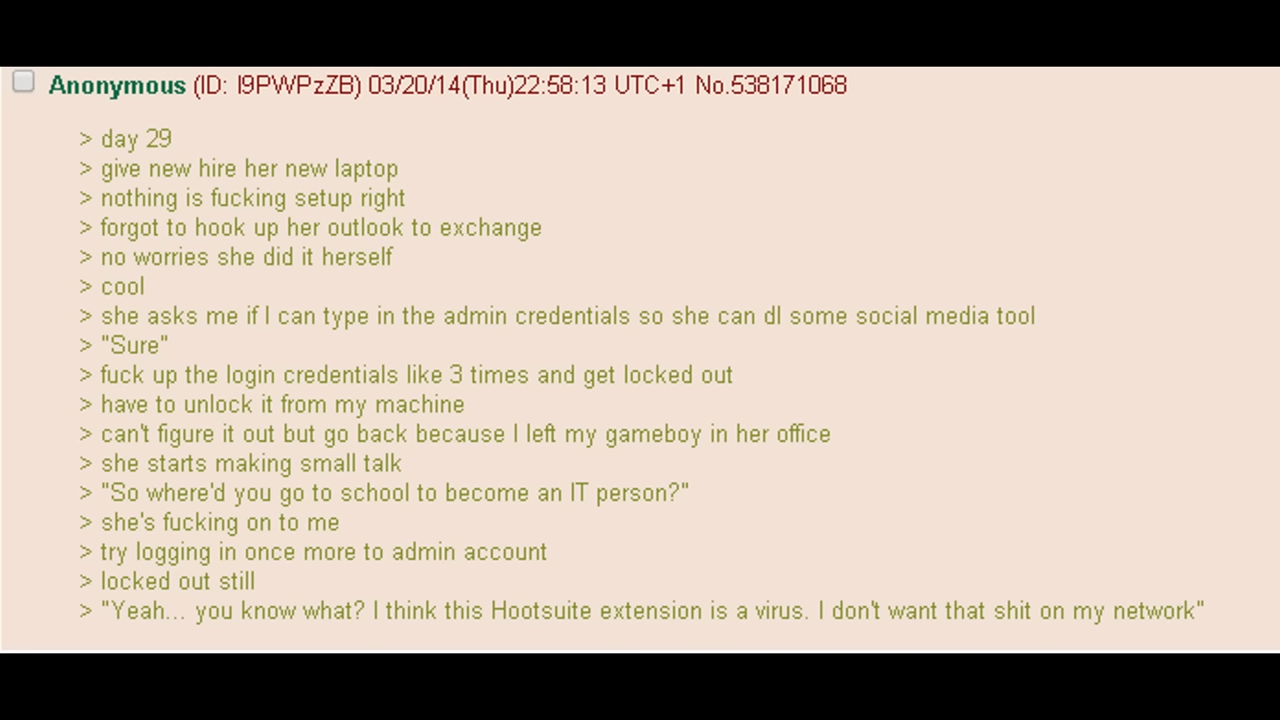 Anonymous (ID: I9PWPzZB) 03/20/14(Thu)22:58:13 UTC+1 No.538171068
> day 29
> give new hire her new laptop
> nothing is fucking setup right
> forgot to hook up her outlook to exchange
> no worries she did it herself
> cool
> she asks me if I can type in the admin credentials so she can dl some social media tool
> "Sure"
> fuck up the login credentials like 3 times and get locked out
> have to unlock it from my machine
> can't figure it out but go back because I left my gameboy in her office
> she starts making small talk
> "So where'd you go to school to become an IT person?"
> she's fucking on to me
> try logging in once more to admin account
> locked out still
> "Yeah... you know what? I think this Hootsuite extension is a virus. I don't want that shit on my network"